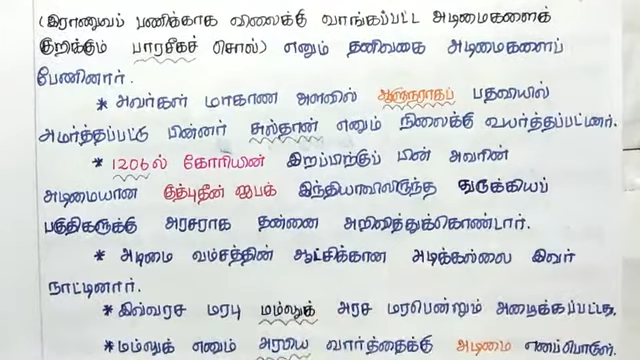 (இராணுவப் பணிக்காக விலைக்கு வாங்கப்பட்ட அடிமைகளைக்
குறிக்கும் பாரசீகச் சொல்) எனும் தனிவகை அடிமைகளைப்
பேணினார்.
* அவர்கள் மாகாண அளவில் ஆளுநராகப் பதவியில்
அமர்த்தப்பட்டு பின்னர் சுல்தான் எனும் நிலைக்கு உயர்த்தப்பட்டனர்.
* 1206ல் கோரியின் இறப்பிற்குப் பின் அவரின்
அடிமையான குத்புதீன் ஐபக் இந்தியாவிலிருந்த துருக்கியப்
பகுதிகளுக்கு அரசராக தன்னை அறிவித்துக்கொண்டார்.
* அடிமை வம்சத்தின் ஆட்சிக்கான அடிக்கல்லை இவர்
நாட்டினார்.
* இவ்வரச மரபு மம்லுக் அரச மரபென்றும் அழைக்கப்பட்டது.
* மம்லுக் எனும் அரபிய வார்த்தைக்கு அடிமை எனப்பொருள்.